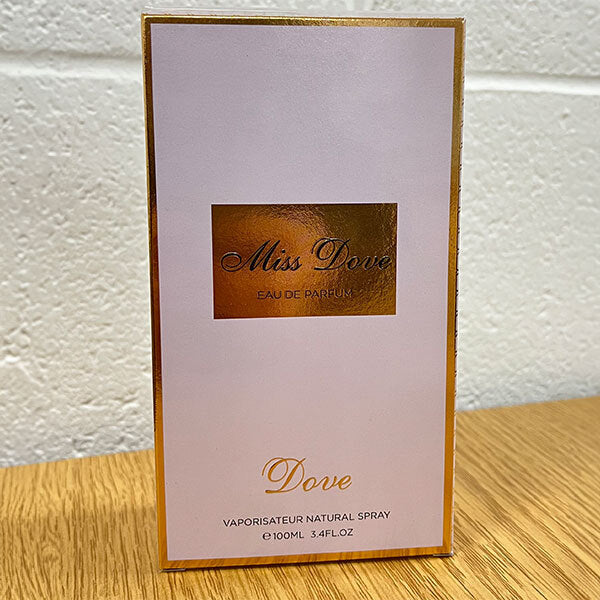 Miss Dove
EAU DE PARFUM
Dove
VAPORISATEUR NATURAL SPRAY
℮100ML 3.4FL.OZ